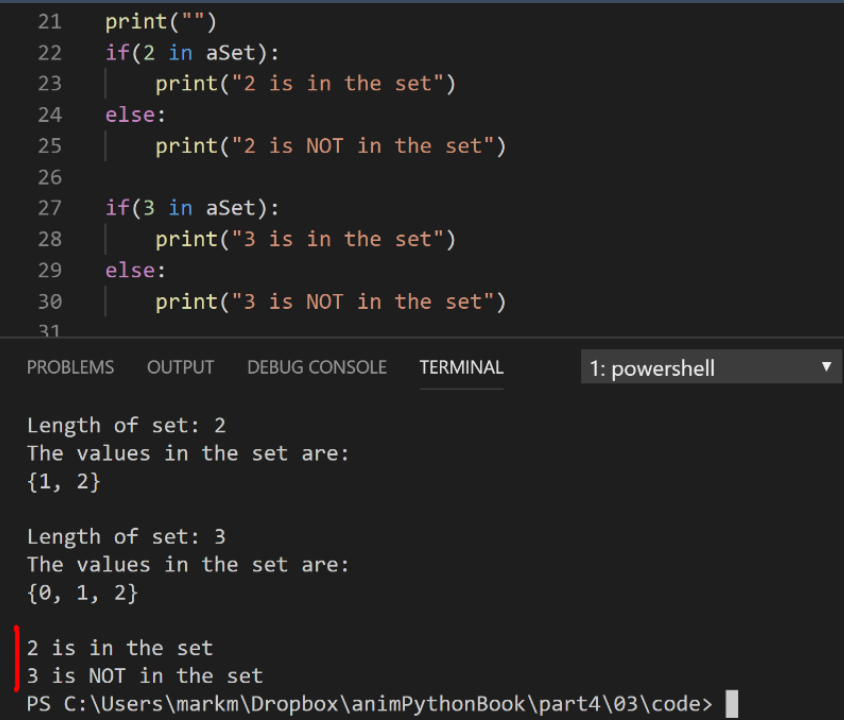 21 print("")
22 if(2 in aSet):
23     print("2 is in the set")
24 else:
25     print("2 is NOT in the set")
26
27 if(3 in aSet):
28     print("3 is in the set")
29 else:
30     print("3 is NOT in the set")
31
PROBLEMS OUTPUT DEBUG CONSOLE TERMINAL 1: powershell
Length of set: 2
The values in the set are:
{1, 2}
Length of set: 3
The values in the set are:
{0, 1, 2}
2 is in the set
3 is NOT in the set
PS C:\Users\markm\Dropbox\animPythonBook\part4\03\code>